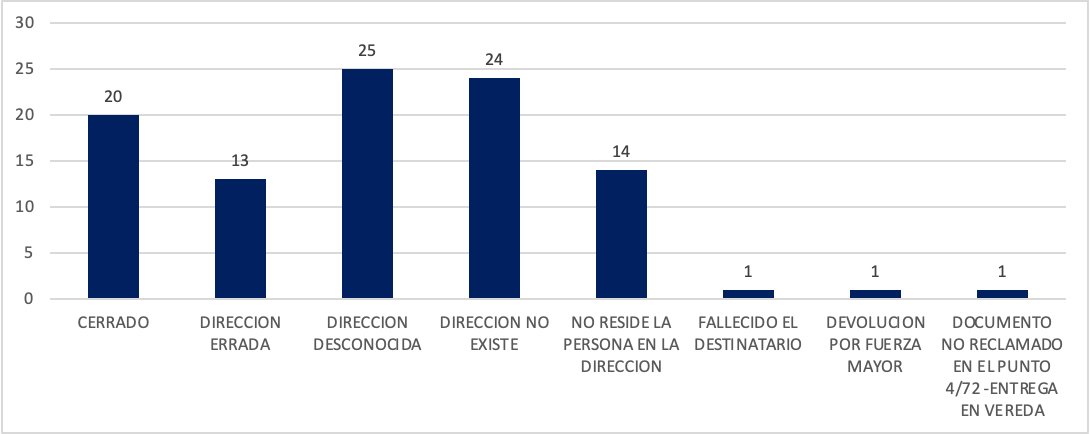 30
25
20
15
10
5
0
20
13
25
24
14
1
1
1
CERRADO
DIRECCION
ERRADA
DIRECCION
DESCONOCIDA
DIRECCION NO
EXISTE
NO RESIDE LA
PERSONA EN LA
DIRECCION
FALLECIDO EL
DESTINATARIO
DEVOLUCION
POR FUERZA
MAYOR
DOCUMENTO
NO RECLAMADO
EN EL PUNTO
4/72 -ENTREGA
EN VEREDA